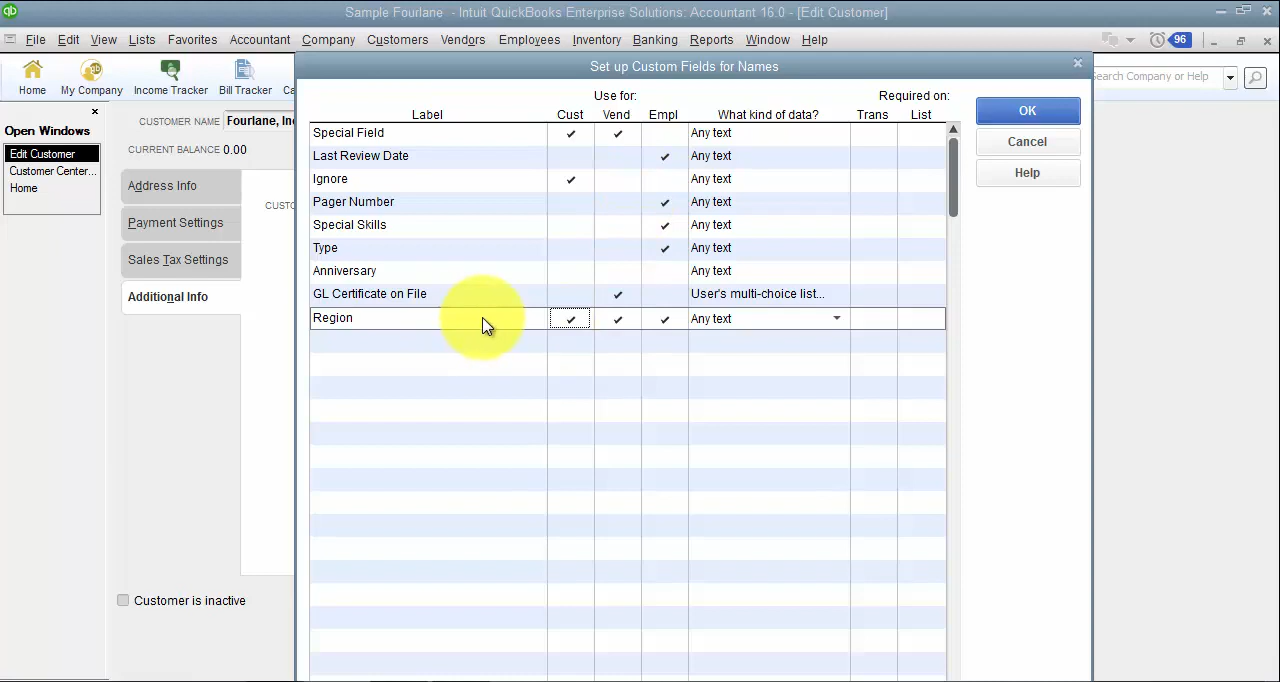 qb Sample Fourlane - Intuit QuickBooks Enterprise Solutions: Accountant 16.0 - [Edit Customer]
File Edit View Lists Favorites Accountant Company Customers Vendors Employees Inventory Banking Reports Window Help 96
Home My Company Income Tracker Bill Tracker Ca
Search Company or Help
Open Windows
Edit Customer
Customer Center...
Home
CUSTOMER NAME Fourlane, Inc
CURRENT BALANCE 0.00
Address Info
Payment Settings
Sales Tax Settings
Additional Info
CUSTO
Customer is inactive
Set up Custom Fields for Names
Use for: Required on:
Label Cust Vend Empl What kind of data? Trans List
Special Field ✓ ✓ Any text
Last Review Date ✓ Any text
Ignore ✓ Any text
Pager Number ✓ Any text
Special Skills ✓ Any text
Type ✓ Any text
Anniversary Any text
GL Certificate on File ✓ User's multi-choice list...
Region ✓ ✓ ✓ Any text
OK
Cancel
Help